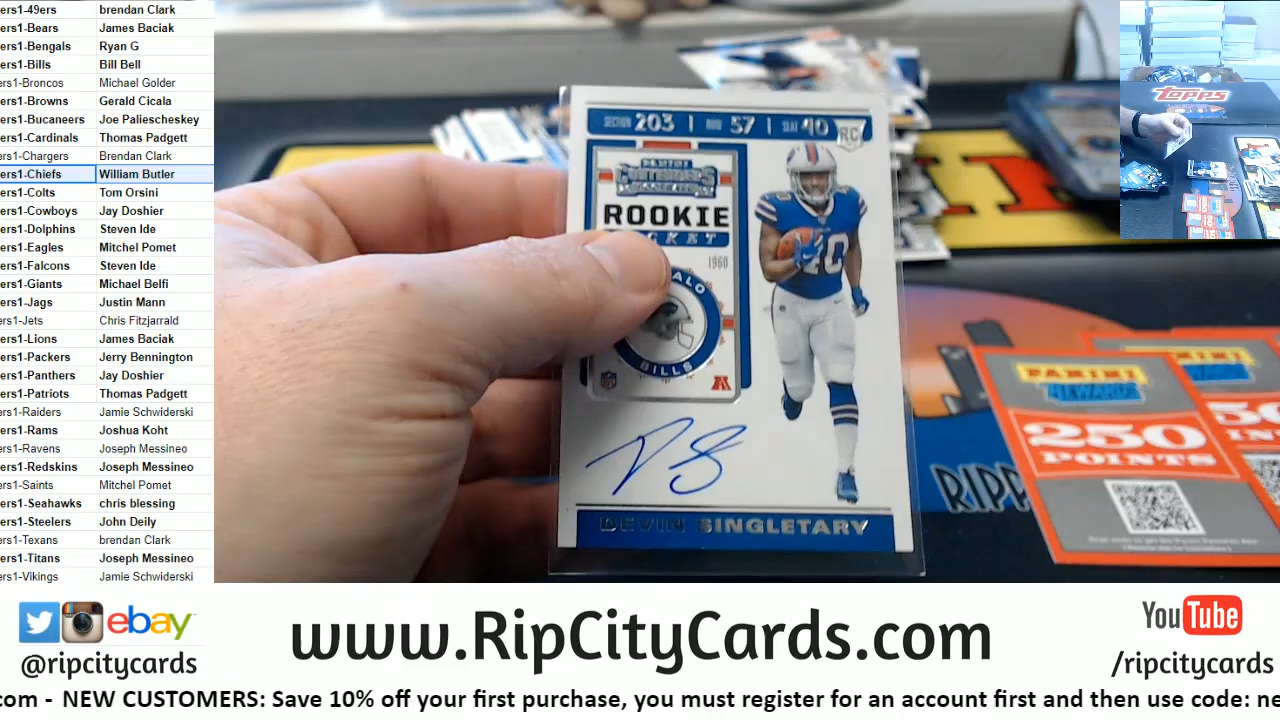 ers1-49ers brendan Clark
ers1-Bears James Baciak
ers1-Bengals Ryan G
ers1-Bills Bill Bell
ers1-Broncos Michael Golder
ers1-Browns Gerald Cicala
ers1-Bucaneers Joe Paliescheskey
ers1-Cardinals Thomas Padgett
ers1-Chargers Brendan Clark
ers1-Chiefs William Butler
ers1-Colts Tom Orsini
ers1-Cowboys Jay Doshier
ers1-Dolphins Steven Ide
ers1-Eagles Mitchel Pomet
ers1-Falcons Steven Ide
ers1-Giants Michael Belfi
ers1-Jags Justin Mann
ers1-Jets Chris Fitzjarrald
ers1-Lions James Baciak
ers1-Packers Jerry Bennington
ers1-Panthers Jay Doshier
ers1-Patriots Thomas Padgett
ers1-Raiders Jamie Schwiderski
ers1-Rams Joshua Koht
ers1-Ravens Joseph Messineo
ers1-Redskins Joseph Messineo
ers1-Saints Mitchel Pomet
ers1-Seahawks chris blessing
ers1-Steelers John Deily
ers1-Texans brendan Clark
ers1-Titans Joseph Messineo
ers1-Vikings Jamie Schwiderski
SECTION 203 | ROW 57 | SEAT 40
RC
PANINI
CONTENDERS
ROOKIE
1960
BILLS
NFL
DEVIN SINGLETARY
Topps
PANINI
REWARDS
250
POINTS
RIPP
ebay
@ripcitycards
www.RipCityCards.com
YouTube
/ripcitycards
com - NEW CUSTOMERS: Save 10% off your first purchase, you must register for an account first and then use code: ne